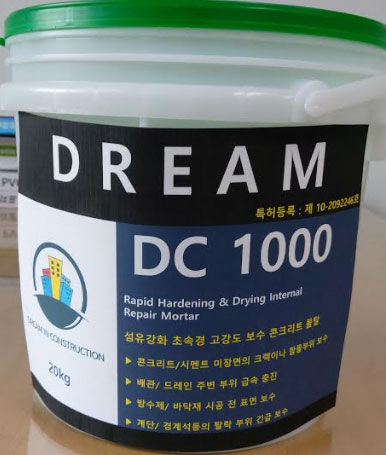 DREAM
특허등록 : 제 10-2092246호
DC 1000
Rapid Hardening & Drying Internal
Repair Mortar
섬유강화 초속경 고강도 보수 콘크리트 몰탈
▶ 콘크리트/시멘트 미장면의 크랙이나 함몰부위 보수
▶ 배관/ 드레인 주변 부위 급속 충진
▶ 방수제/ 바닥재 시공 전 표면 보수
▶ 계단/ 경계석등의 탈락 부위 긴급 보수
CONSTRUCTION
20kg
PV